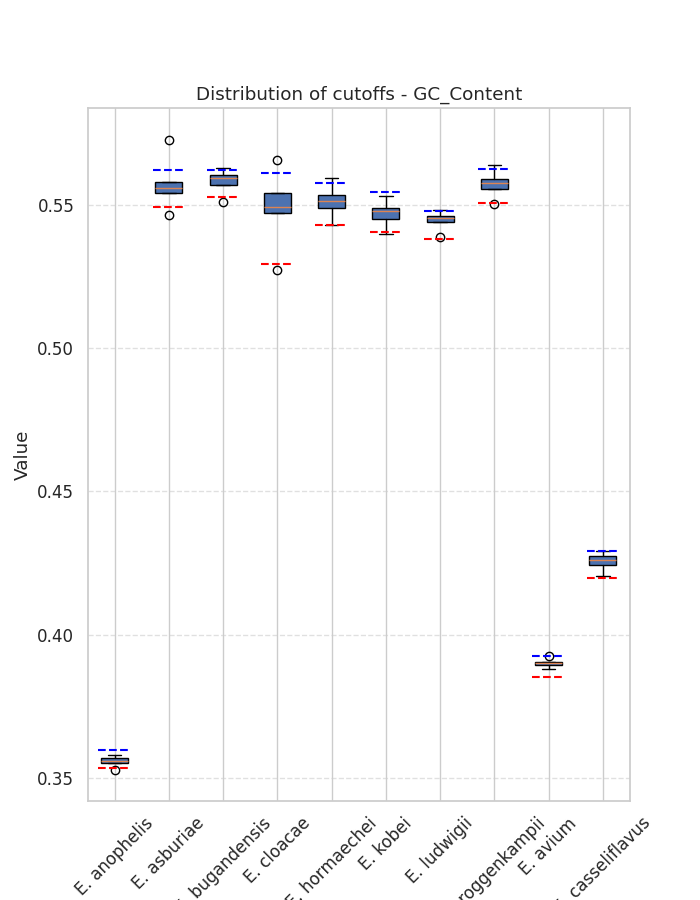 Distribution of cutoffs - GC_Content
Value
0.55
0.50
0.45
0.40
0.35
E. anophelis
E. asburiae
. bugandensis
E. cloacae
E. hormaechei
E. kobei
E. ludwigii
roggenkampii
E. avium
. casseliflavus